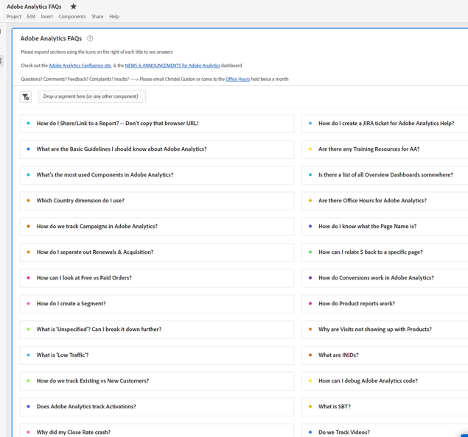 Adobe Analytics FAQs
Project Edit Insert Components Share Help
Adobe Analytics FAQs
Please expand sections using the icons on the right of each title to see answers
Check out the Adobe Analytics Confluence site & the NEWS & ANNOUNCEMENTS for Adobe Analytics dashboard
Questions? Comments? Feedback? Complaints? Insults? ----> Please email Christel Guidon or come to the Office Hours held twice a month
Drop a segment here (or any other component)
How do I Share/Link to a Report? -- Don't copy that browser URL!
How do I create a JIRA ticket for Adobe Analytics Help?
What are the Basic Guidelines I should know about Adobe Analytics?
Are there any Training Resources for AA?
What's the most used Components in Adobe Analytics?
Is there a list of all Overview Dashboards somewhere?
Which Country dimension do I use?
Are there Office Hours for Adobe Analytics?
How do we track Campaigns in Adobe Analytics?
How do I know what the Page Name is?
How do I separate out Renewals & Acquisition?
How can I relate $ back to a specific page?
How can I look at Free vs Paid Orders?
How do Conversions work in Adobe Analytics?
How do I create a Segment?
How do Product reports work?
What is 'Unspecified'? Can I break it down further?
Why are Visits not showing up with Products?
What is 'Low Traffic'?
What are INIDs?
How do we track Existing vs New Customers?
How can I debug Adobe Analytics code?
Does Adobe Analytics track Activations?
What is SBT?
Why did my Close Rate crash?
Do we Track Videos?